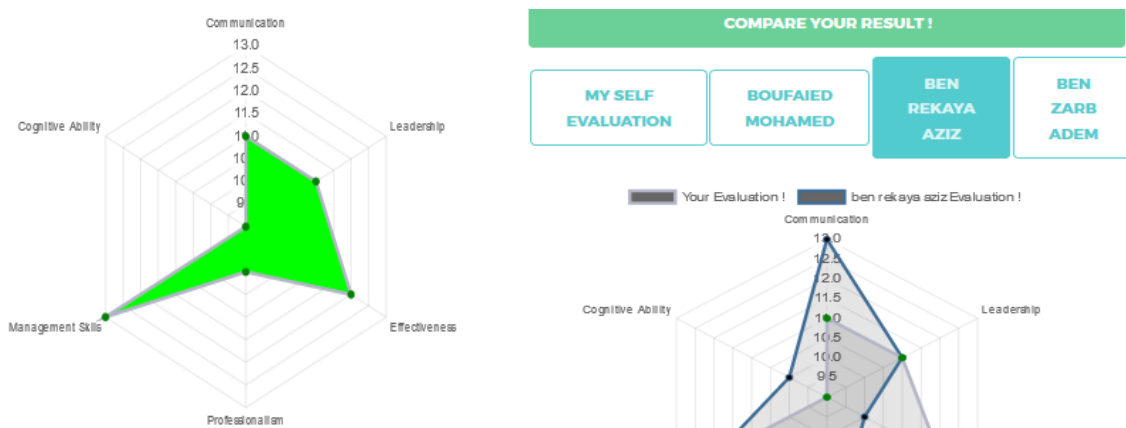 Communication
13.0
12.5
12.0
11.5
Cognitive Ability
Leadership
Management Skills
Effectiveness
Professionalism
COMPARE YOUR RESULT !
MY SELF
EVALUATION
BOUFAIED
MOHAMED
BEN
REKAYA
AZIZ
BEN
ZARB
ADEM
Your Evaluation !
ben rekaya aziz Evaluation !
Communication
13.0
12.5
12.0
11.5
11.0
10.5
10.0
9.5
Cognitive Ability
Leadership